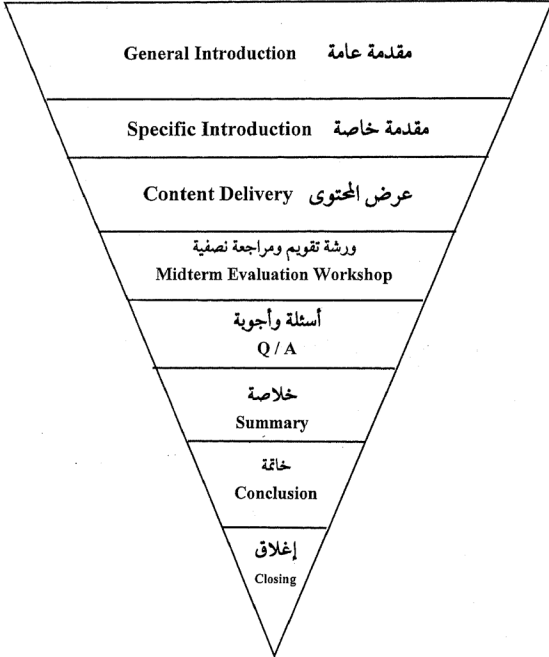 General Introduction مقدمة عامة
Specific Introduction مقدمة خاصة
Content Delivery عرض المحتوى
ورشة تقويم ومراجعة نصفية
Midterm Evaluation Workshop
أسئلة وأجوبة
Q / A
خلاصة
Summary
خاتمة
Conclusion
إغلاق
Closing